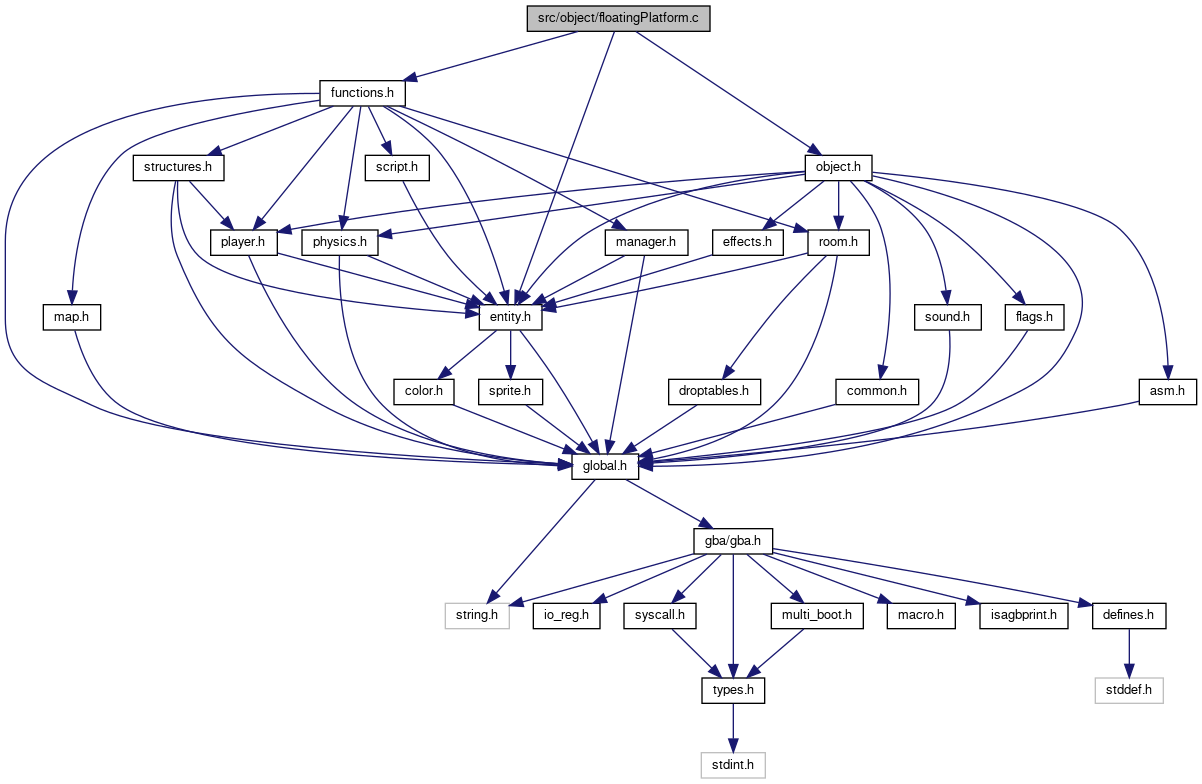 src/object/floatingPlatform.c
functions.h
structures.h
script.h
object.h
player.h
physics.h
manager.h
effects.h
room.h
map.h
entity.h
sound.h
flags.h
color.h
sprite.h
droptables.h
common.h
asm.h
global.h
gba/gba.h
string.h
io_reg.h
syscall.h
multi_boot.h
macro.h
isagbprint.h
defines.h
types.h
stddef.h
stdint.h